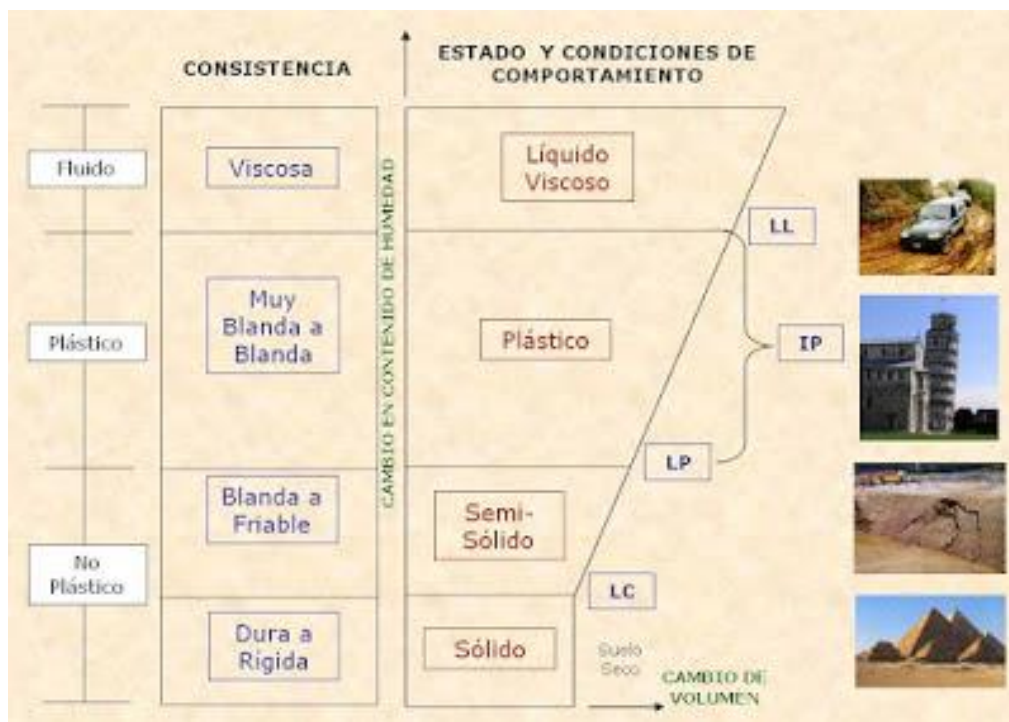 CONSISTENCIA
ESTADO Y CONDICIONES DE
COMPORTAMIENTO
Fluido
Viscosa
Líquido
Viscoso
LL
CAMBIO EN CONTENIDO DE HUMEDAD
Plástico
Muy
Blanda a
Blanda
Plástico
IP
LP
Blanda a
Friable
Semi-
Sólido
No
Plástico
LC
Dura a
Rigida
Sólido
Suelo
Seco
CAMBIO DE
VOLUMEN